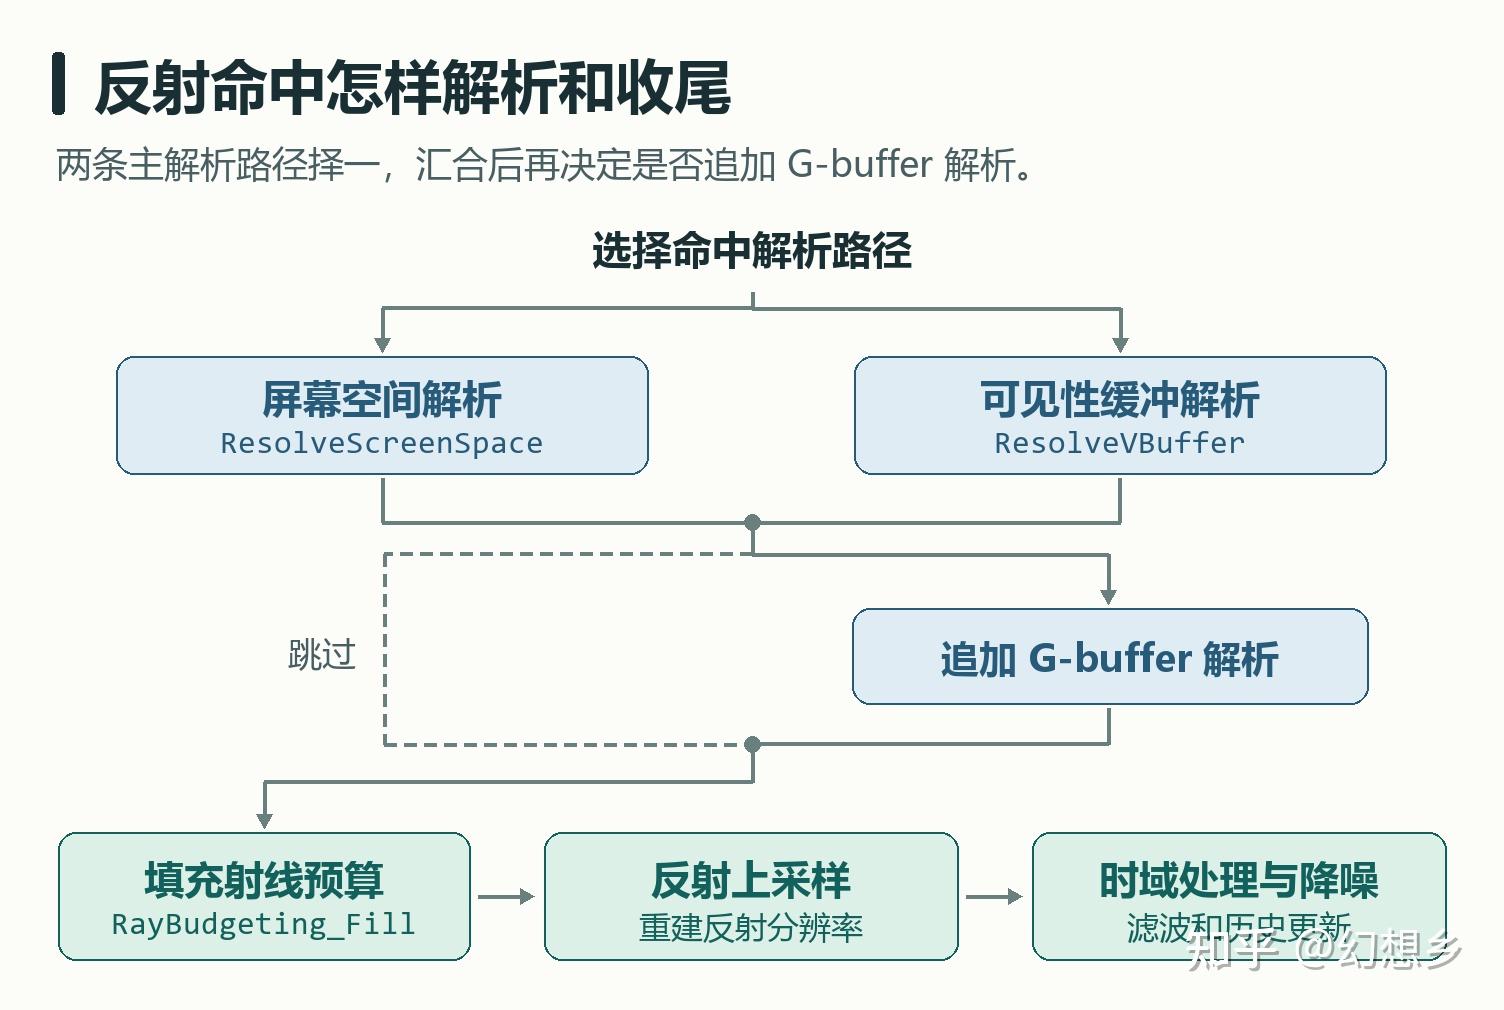 反射命中怎样解析和收尾
两条主解析路径择一，汇合后再决定是否追加 G-buffer 解析。
选择命中解析路径
屏幕空间解析
ResolveScreenSpace
可见性缓冲解析
ResolveVBuffer
跳过
追加 G-buffer 解析
填充射线预算
RayBudgeting_Fill
反射上采样
重建反射分辨率
时域处理与降噪
滤波和历史更新
知乎 @幻想乡